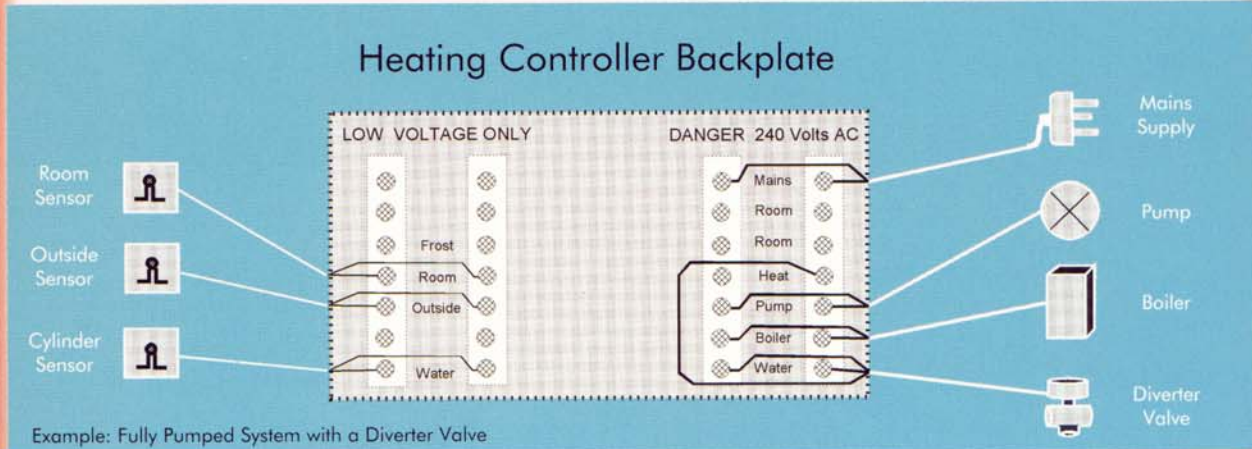 Heating Controller Backplate
LOW VOLTAGE ONLY
DANGER 240 Volts AC
Room
Sensor
Outside
Sensor
Cylinder
Sensor
Frost
Room
Outside
Water
Mains
Room
Room
Heat
Pump
Boiler
Water
Mains
Supply
Pump
Boiler
Diverter
Valve
Example: Fully Pumped System with a Diverter Valve